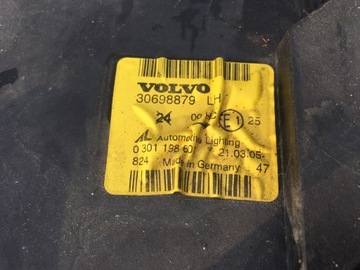 VOLVO
30698879 LH
24 E1 25
AL Automotive Lighting
0 301 198 60 21.03.05
824 Made in Germany 47